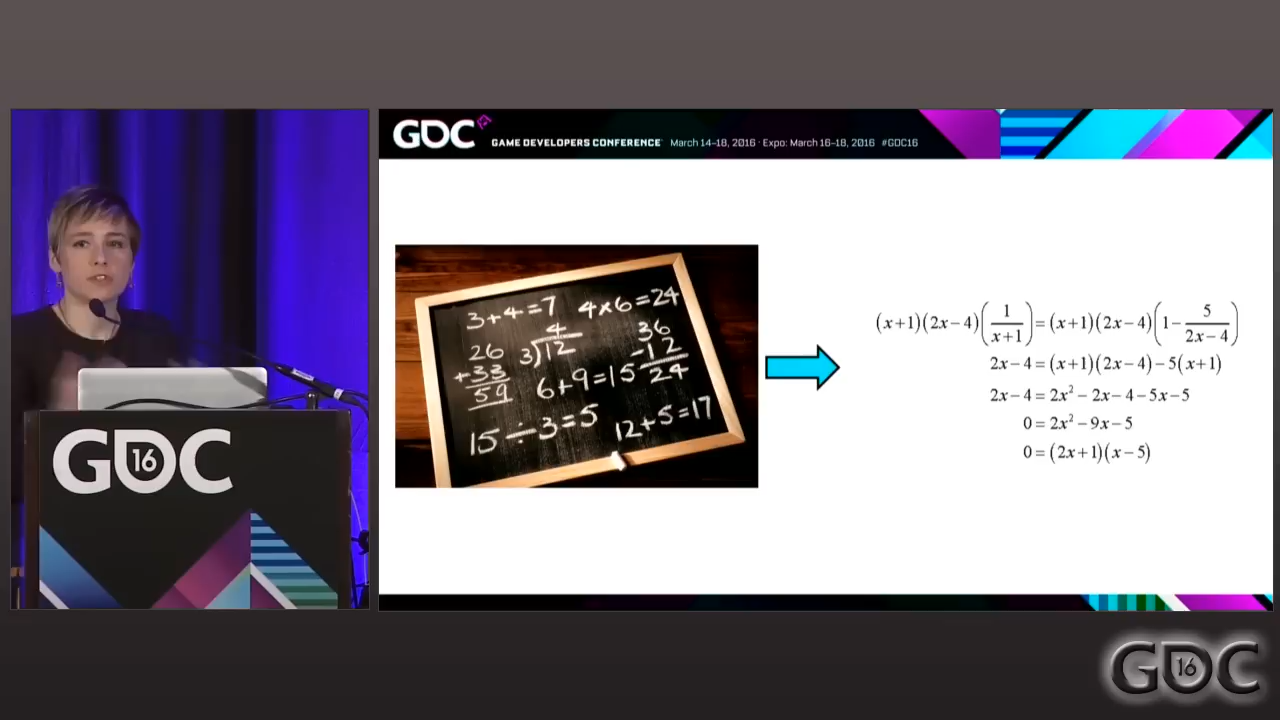 GDC
GAME DEVELOPERS CONFERENCE March 14–18, 2016 · Expo: March 16–18, 2016 #GDC16
3+4=7 4×6=24
26
+33
59
4
3)12
36
-12
24
6+9=15
15÷3=5
12+5=17
(x+1)(2x−4)(1/(x+1)) = (x+1)(2x−4)(1−5/(2x−4))
2x−4 = (x+1)(2x−4)−5(x+1)
2x−4 = 2x²−2x−4−5x−5
0 = 2x²−9x−5
0 = (2x+1)(x−5)
GDC 16
GDC 16